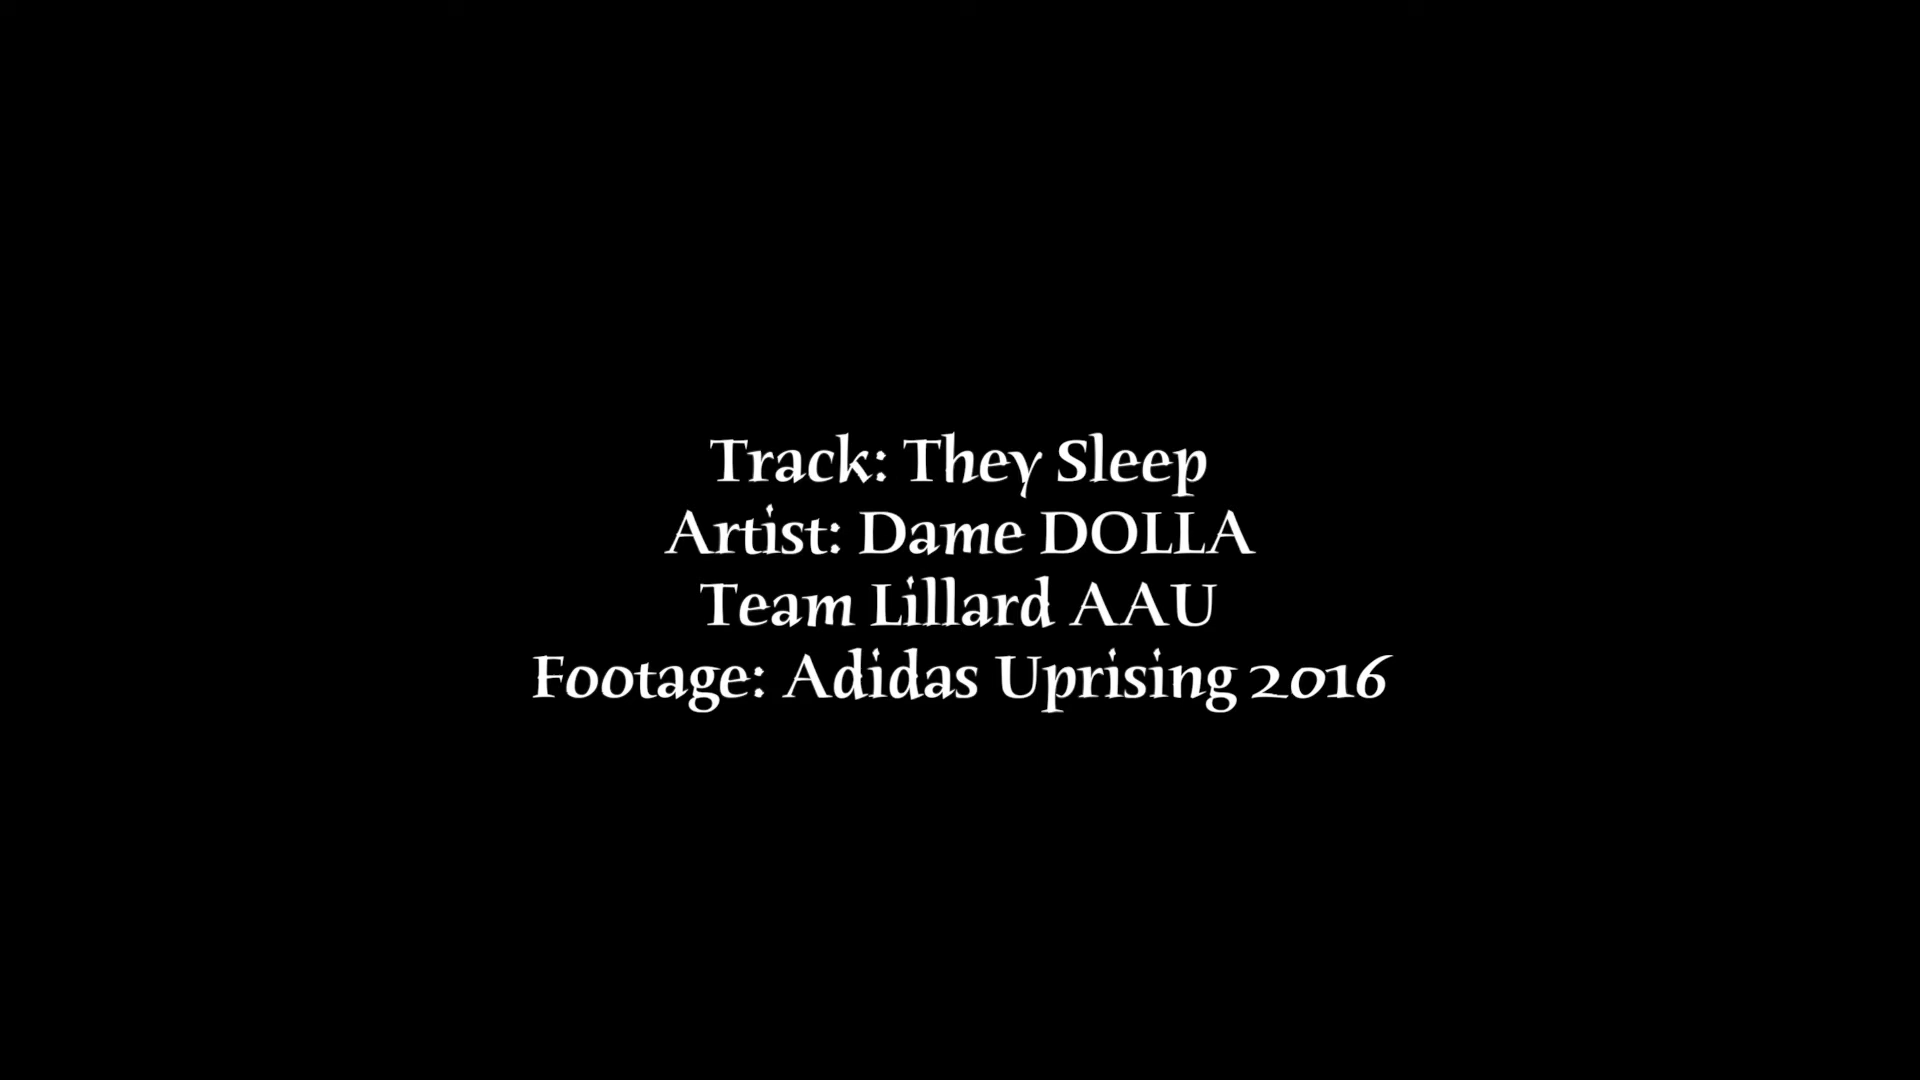 Track: They Sleep
Artist: Dame DOLLA
Team Lillard AAU
Footage: Adidas Uprising 2016